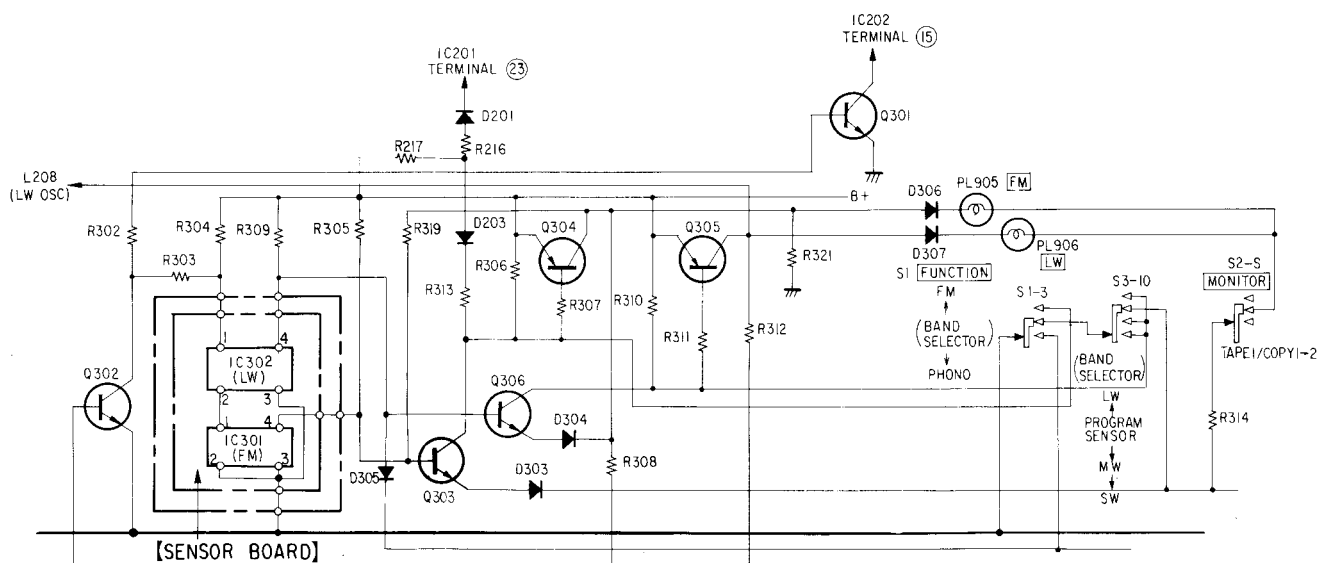 IC202
TERMINAL 15
IC201
TERMINAL 23
D201
Q301
R217
R216
L208
(LW OSC)
B+
D306
PL905 FM
R302
R304
R309
R305
R319
D203
Q304
Q305
D307
PL906
LW
R303
R306
R321
S1 FUNCTION
S2-S
MONITOR
R313
R307
R310
FM
S1-3
S3-10
1
4
R311
R312
(BAND SELECTOR)
IC302
(LW)
Q302
2
3
Q306
PHONO
TAPE1/COPY1-2
(BAND SELECTOR)
LW
1
4
D304
PROGRAM
SENSOR
IC301
(FM)
R314
2
3
D305
R308
D303
MW
Q303
SW
【SENSOR BOARD】